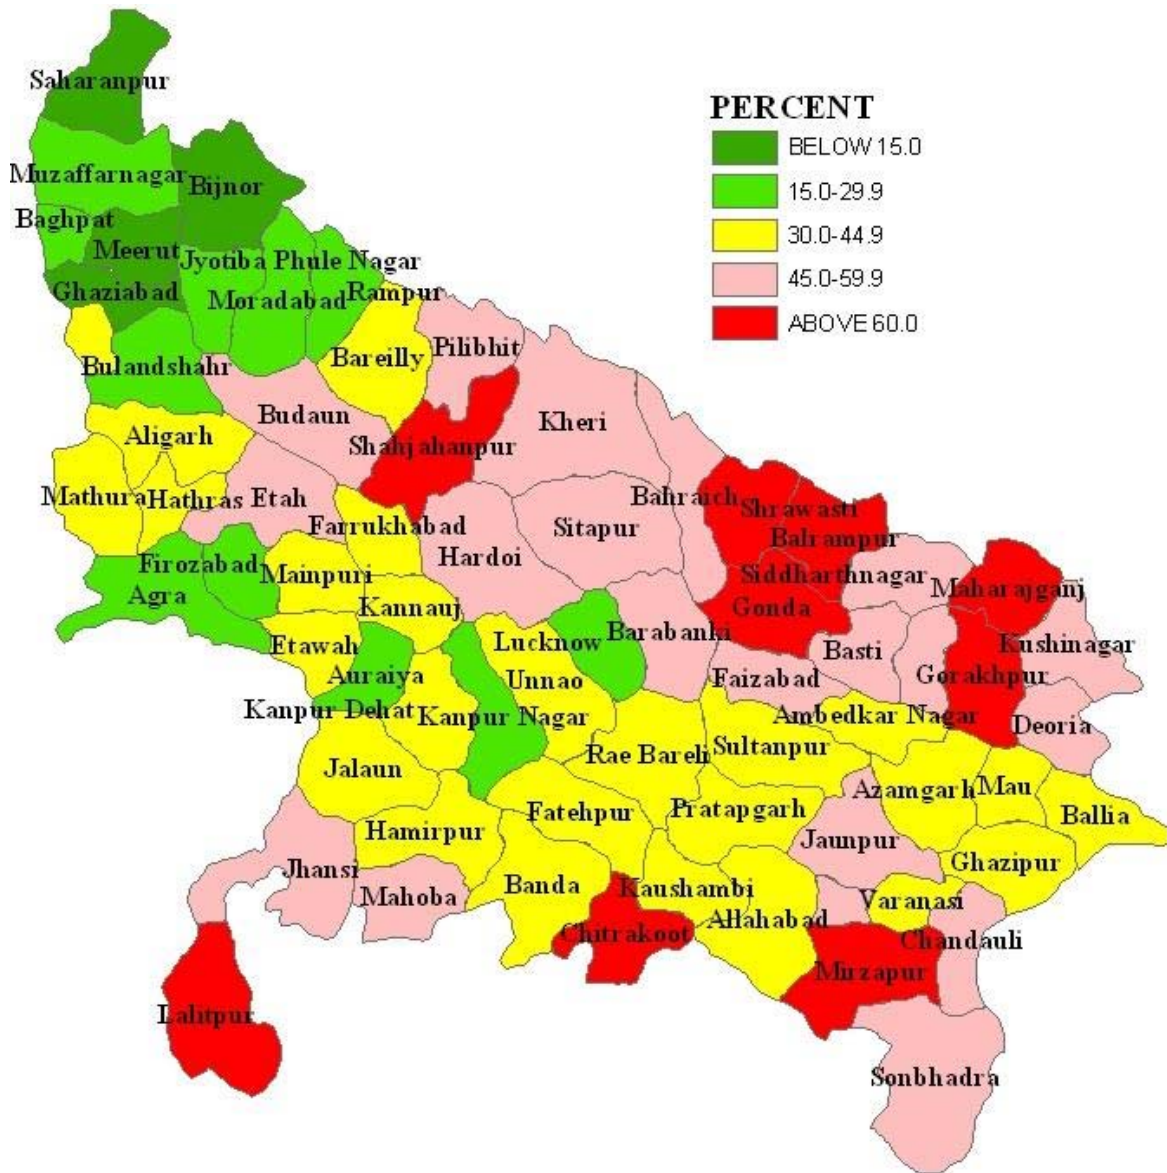 PERCENT
BELOW 15.0
15.0-29.9
30.0-44.9
45.0-59.9
ABOVE 60.0
Saharanpur
Muzaffarnagar
Bijnor
Baghpat
Meerut
Jyotiba Phule Nagar
Ghaziabad
Moradabad
Rampur
Bulandshahr
Bareilly
Pilibhit
Budaun
Kheri
Aligarh
Shahjahanpur
Mathura
Hathras
Etah
Bahraich
Shrawasti
Farrukhabad
Sitapur
Balrampur
Hardoi
Firozabad
Mainpuri
Siddharthnagar
Maharajganj
Agra
Kannauj
Gonda
Etawah
Lucknow
Barabanki
Basti
Kushinagar
Auraiya
Unnao
Faizabad
Gorakhpur
Kanpur Dehat
Kanpur Nagar
Ambedkar Nagar
Deoria
Rae Bareli
Sultanpur
Jalaun
Azamgarh
Mau
Fatehpur
Pratapgarh
Ballia
Hamirpur
Jaunpur
Ghazipur
Jhansi
Mahoba
Banda
Kaushambi
Varanasi
Allahabad
Chitrakoot
Chandauli
Mirzapur
Lalitpur
Sonbhadra